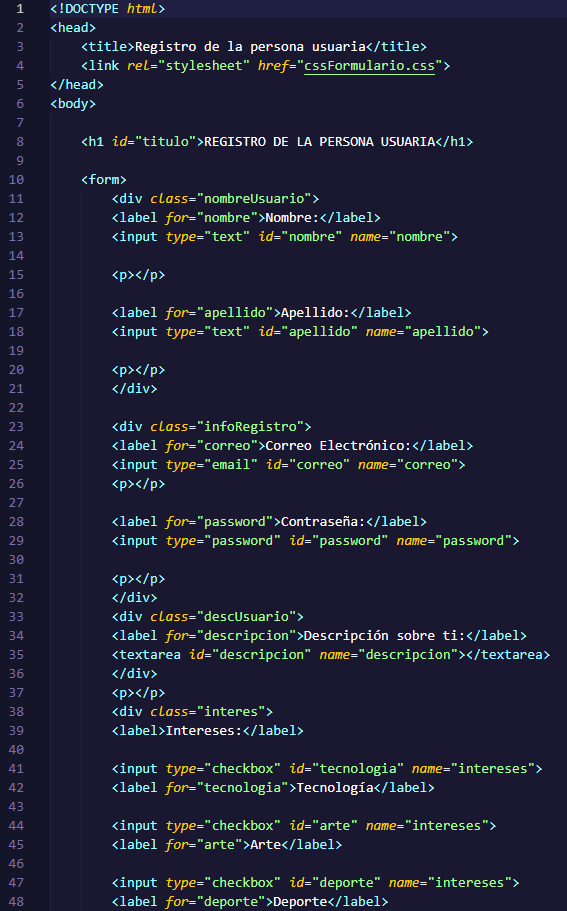 1 <!DOCTYPE html>
2 <head>
3     <title>Registro de la persona usuaria</title>
4     <link rel="stylesheet" href="cssFormulario.css">
5 </head>
6 <body>
7
8     <h1 id="titulo">REGISTRO DE LA PERSONA USUARIA</h1>
9
10     <form>
11         <div class="nombreUsuario">
12         <label for="nombre">Nombre:</label>
13         <input type="text" id="nombre" name="nombre">
14
15         <p></p>
16
17         <label for="apellido">Apellido:</label>
18         <input type="text" id="apellido" name="apellido">
19
20         <p></p>
21         </div>
22
23         <div class="infoRegistro">
24         <label for="correo">Correo Electrónico:</label>
25         <input type="email" id="correo" name="correo">
26         <p></p>
27
28         <label for="password">Contraseña:</label>
29         <input type="password" id="password" name="password">
30
31         <p></p>
32         </div>
33         <div class="descUsuario">
34         <label for="descripcion">Descripción sobre ti:</label>
35         <textarea id="descripcion" name="descripcion"></textarea>
36         </div>
37         <p></p>
38         <div class="interes">
39         <label>Intereses:</label>
40
41         <input type="checkbox" id="tecnologia" name="intereses">
42         <label for="tecnologia">Tecnología</label>
43
44         <input type="checkbox" id="arte" name="intereses">
45         <label for="arte">Arte</label>
46
47         <input type="checkbox" id="deporte" name="intereses">
48         <label for="deporte">Deporte</label>